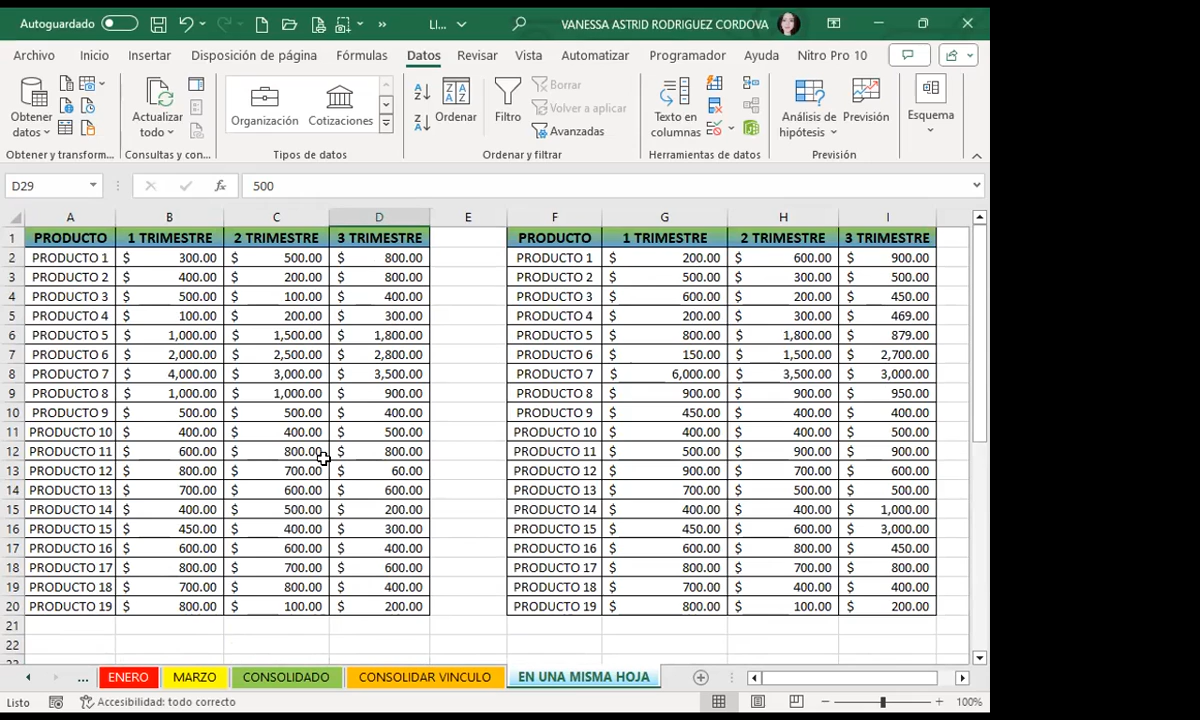 Autoguardado LI... VANESSA ASTRID RODRIGUEZ CORDOVA
Archivo Inicio Insertar Disposición de página Fórmulas Datos Revisar Vista Automatizar Programador Ayuda Nitro Pro 10
Obtener datos
Actualizar todo
Organización Cotizaciones
Ordenar
Filtro
Borrar
Volver a aplicar
Avanzadas
Texto en columnas
Análisis de hipótesis
Previsión
Esquema
Obtener y transform... Consultas y con... Tipos de datos Ordenar y filtrar Herramientas de datos Previsión
D29 fx 500
A B C D E F G H I
1 PRODUCTO 1 TRIMESTRE 2 TRIMESTRE 3 TRIMESTRE PRODUCTO 1 TRIMESTRE 2 TRIMESTRE 3 TRIMESTRE
2 PRODUCTO 1 $ 300.00 $ 500.00 $ 800.00 PRODUCTO 1 $ 200.00 $ 600.00 $ 900.00
3 PRODUCTO 2 $ 400.00 $ 200.00 $ 800.00 PRODUCTO 2 $ 500.00 $ 300.00 $ 500.00
4 PRODUCTO 3 $ 500.00 $ 100.00 $ 400.00 PRODUCTO 3 $ 600.00 $ 200.00 $ 450.00
5 PRODUCTO 4 $ 100.00 $ 200.00 $ 300.00 PRODUCTO 4 $ 200.00 $ 300.00 $ 469.00
6 PRODUCTO 5 $ 1,000.00 $ 1,500.00 $ 1,800.00 PRODUCTO 5 $ 800.00 $ 1,800.00 $ 879.00
7 PRODUCTO 6 $ 2,000.00 $ 2,500.00 $ 2,800.00 PRODUCTO 6 $ 150.00 $ 1,500.00 $ 2,700.00
8 PRODUCTO 7 $ 4,000.00 $ 3,000.00 $ 3,500.00 PRODUCTO 7 $ 6,000.00 $ 3,500.00 $ 3,000.00
9 PRODUCTO 8 $ 1,000.00 $ 1,000.00 $ 900.00 PRODUCTO 8 $ 900.00 $ 900.00 $ 950.00
10 PRODUCTO 9 $ 500.00 $ 500.00 $ 400.00 PRODUCTO 9 $ 450.00 $ 400.00 $ 400.00
11 PRODUCTO 10 $ 400.00 $ 400.00 $ 500.00 PRODUCTO 10 $ 400.00 $ 400.00 $ 500.00
12 PRODUCTO 11 $ 600.00 $ 800.00 $ 800.00 PRODUCTO 11 $ 500.00 $ 900.00 $ 900.00
13 PRODUCTO 12 $ 800.00 $ 700.00 $ 60.00 PRODUCTO 12 $ 900.00 $ 700.00 $ 600.00
14 PRODUCTO 13 $ 700.00 $ 600.00 $ 600.00 PRODUCTO 13 $ 700.00 $ 500.00 $ 500.00
15 PRODUCTO 14 $ 400.00 $ 500.00 $ 200.00 PRODUCTO 14 $ 400.00 $ 400.00 $ 1,000.00
16 PRODUCTO 15 $ 450.00 $ 400.00 $ 300.00 PRODUCTO 15 $ 450.00 $ 600.00 $ 3,000.00
17 PRODUCTO 16 $ 600.00 $ 600.00 $ 400.00 PRODUCTO 16 $ 600.00 $ 800.00 $ 450.00
18 PRODUCTO 17 $ 800.00 $ 700.00 $ 600.00 PRODUCTO 17 $ 800.00 $ 700.00 $ 800.00
19 PRODUCTO 18 $ 700.00 $ 800.00 $ 400.00 PRODUCTO 18 $ 700.00 $ 400.00 $ 400.00
20 PRODUCTO 19 $ 800.00 $ 100.00 $ 200.00 PRODUCTO 19 $ 800.00 $ 100.00 $ 200.00
21
22
... ENERO MARZO CONSOLIDADO CONSOLIDAR VINCULO EN UNA MISMA HOJA
Listo Accesibilidad: todo correcto 100%